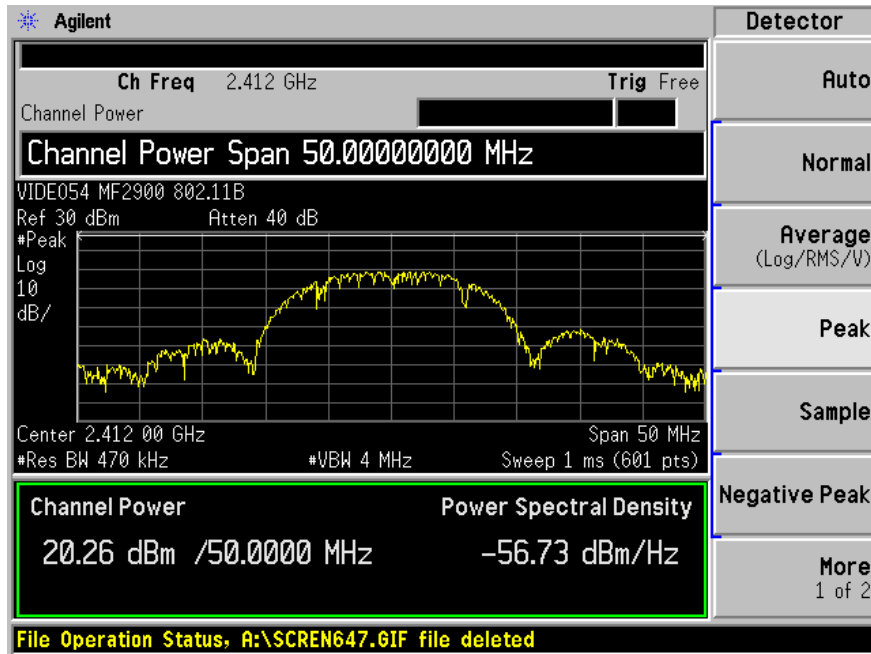 Agilent
Detector
Ch Freq 2.412 GHz Trig Free
Channel Power
Channel Power Span 50.00000000 MHz
VIDEO54 MF2900 802.11B
Ref 30 dBm Atten 40 dB
#Peak
Log
10
dB/
Center 2.412 00 GHz Span 50 MHz
#Res BW 470 kHz #VBW 4 MHz Sweep 1 ms (601 pts)
Channel Power Power Spectral Density
20.26 dBm /50.0000 MHz -56.73 dBm/Hz
File Operation Status, A:\SCREN647.GIF file deleted
Auto
Normal
Average
(Log/RMS/V)
Peak
Sample
Negative Peak
More
1 of 2